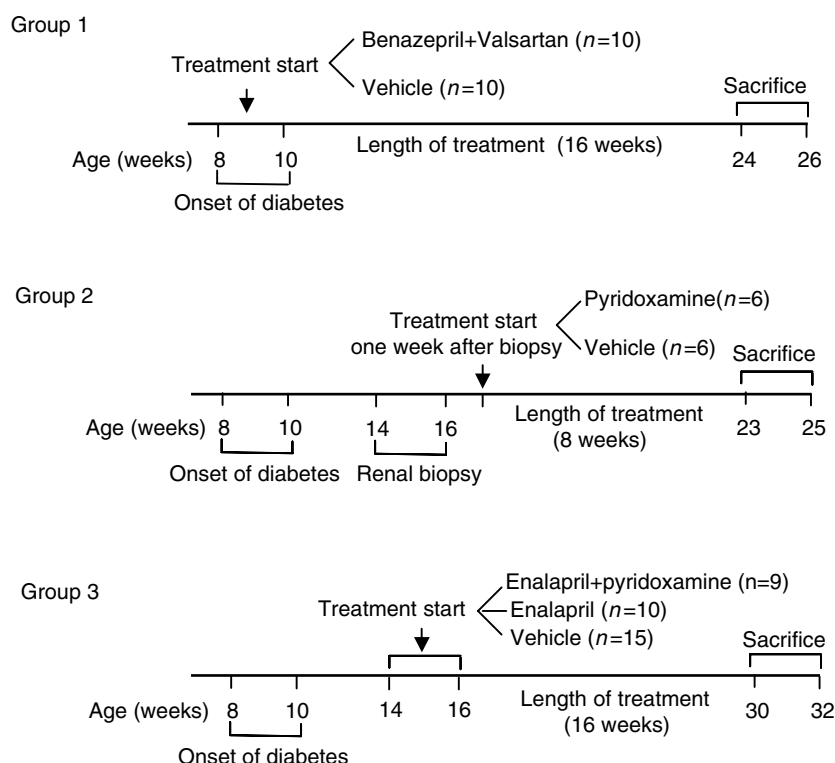 Group 1
Benazepril+Valsartan (n=10)
Treatment start
Vehicle (n=10)
Sacrifice
Length of treatment (16 weeks)
Age (weeks) 8 10 24 26
Onset of diabetes
Group 2
Pyridoxamine(n=6)
Treatment start
one week after biopsy
Vehicle (n=6)
Sacrifice
Length of treatment
Age (weeks) 8 10 14 16 23 25
(8 weeks)
Onset of diabetes Renal biopsy
Group 3
Enalapril+pyridoxamine (n=9)
Treatment start
Enalapril (n=10)
Vehicle (n=15)
Sacrifice
Length of treatment
Age (weeks) 8 10 14 16 30 32
(16 weeks)
Onset of diabetes